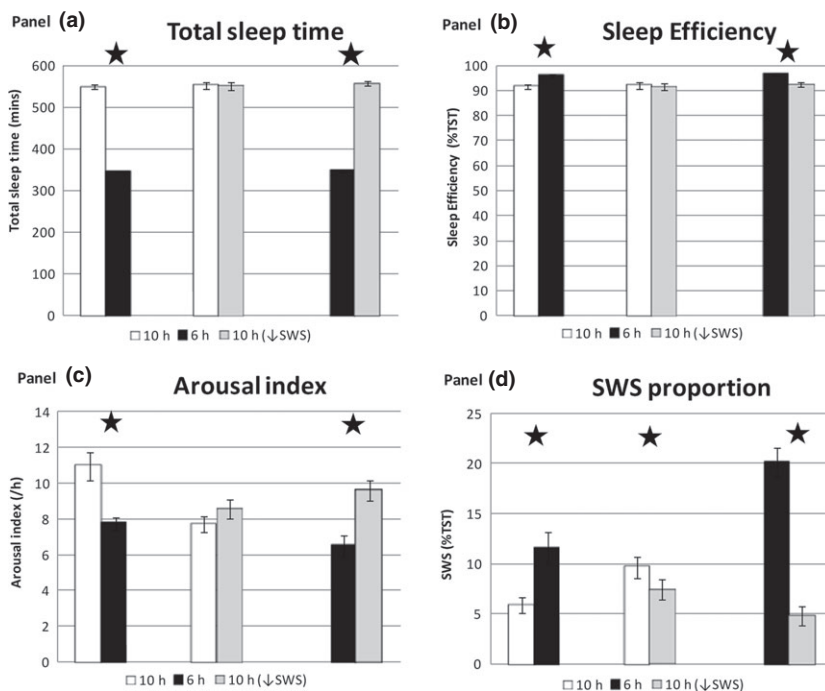 Panel (a) Total sleep time
★ ★
Total sleep time (mins)
600
500
400
300
200
100
0
□ 10 h ■ 6 h ■ 10 h (↓SWS)
Panel (b) Sleep Efficiency
★ ★
Sleep Efficiency (%TST)
100
90
80
70
60
50
40
30
20
10
0
□ 10 h ■ 6 h ■ 10 h (↓SWS)
Panel (c) Arousal index
★ ★
Arousal index (/h)
14
12
10
8
6
4
2
0
□ 10 h ■ 6 h ■ 10 h (↓SWS)
Panel (d) SWS proportion
★ ★ ★
SWS (%TST)
25
20
15
10
5
0
□ 10 h ■ 6 h ■ 10 h (↓SWS)